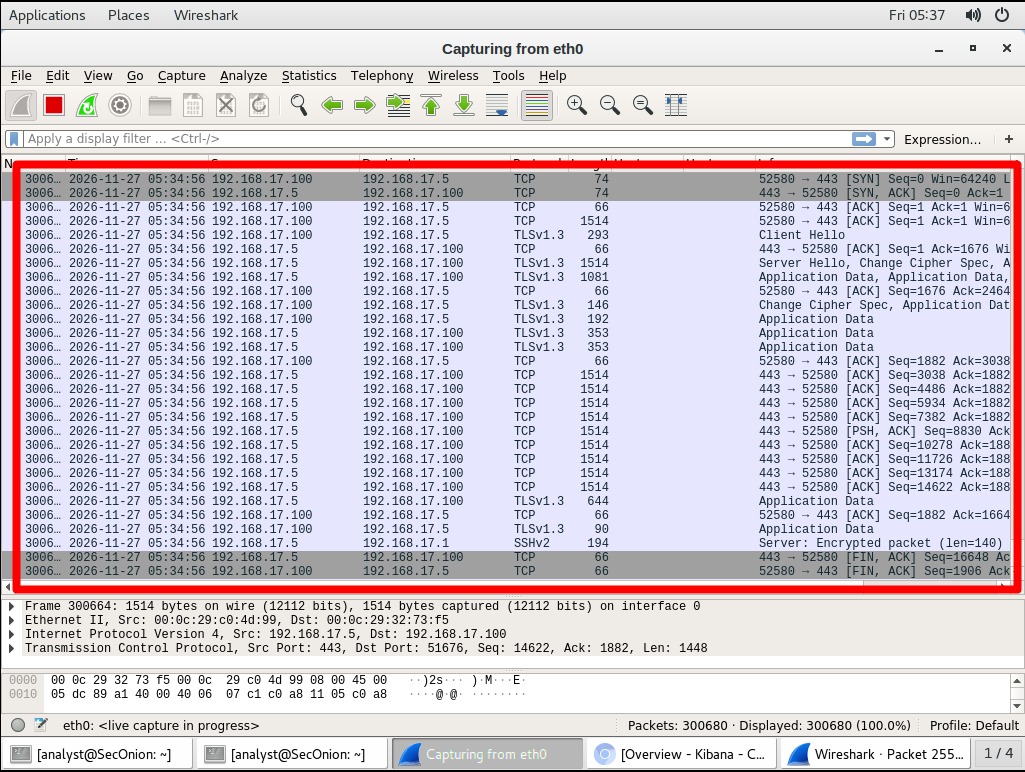 Applications Places Wireshark Fri 05:37
Capturing from eth0
File Edit View Go Capture Analyze Statistics Telephony Wireless Tools Help
Apply a display filter ... <Ctrl-/> Expression... +
3006… 2026-11-27 05:34:56 192.168.17.100 192.168.17.5 TCP 74 52580 → 443 [SYN] Seq=0 Win=64240 L
3006… 2026-11-27 05:34:56 192.168.17.5 192.168.17.100 TCP 74 443 → 52580 [SYN, ACK] Seq=0 Ack=1
3006… 2026-11-27 05:34:56 192.168.17.100 192.168.17.5 TCP 66 52580 → 443 [ACK] Seq=1 Ack=1 Win=6
3006… 2026-11-27 05:34:56 192.168.17.100 192.168.17.5 TCP 1514 52580 → 443 [ACK] Seq=1 Ack=1 Win=6
3006… 2026-11-27 05:34:56 192.168.17.100 192.168.17.5 TLSv1.3 293 Client Hello
3006… 2026-11-27 05:34:56 192.168.17.5 192.168.17.100 TCP 66 443 → 52580 [ACK] Seq=1 Ack=1676 Wi
3006… 2026-11-27 05:34:56 192.168.17.5 192.168.17.100 TLSv1.3 1514 Server Hello, Change Cipher Spec, A
3006… 2026-11-27 05:34:56 192.168.17.5 192.168.17.100 TLSv1.3 1081 Application Data, Application Data,
3006… 2026-11-27 05:34:56 192.168.17.100 192.168.17.5 TCP 66 52580 → 443 [ACK] Seq=1676 Ack=2464
3006… 2026-11-27 05:34:56 192.168.17.100 192.168.17.5 TLSv1.3 146 Change Cipher Spec, Application Dat
3006… 2026-11-27 05:34:56 192.168.17.100 192.168.17.5 TLSv1.3 192 Application Data
3006… 2026-11-27 05:34:56 192.168.17.5 192.168.17.100 TLSv1.3 353 Application Data
3006… 2026-11-27 05:34:56 192.168.17.5 192.168.17.100 TLSv1.3 353 Application Data
3006… 2026-11-27 05:34:56 192.168.17.100 192.168.17.5 TCP 66 52580 → 443 [ACK] Seq=1882 Ack=3038
3006… 2026-11-27 05:34:56 192.168.17.5 192.168.17.100 TCP 1514 443 → 52580 [ACK] Seq=3038 Ack=1882
3006… 2026-11-27 05:34:56 192.168.17.5 192.168.17.100 TCP 1514 443 → 52580 [ACK] Seq=4486 Ack=1882
3006… 2026-11-27 05:34:56 192.168.17.5 192.168.17.100 TCP 1514 443 → 52580 [ACK] Seq=5934 Ack=1882
3006… 2026-11-27 05:34:56 192.168.17.5 192.168.17.100 TCP 1514 443 → 52580 [ACK] Seq=7382 Ack=1882
3006… 2026-11-27 05:34:56 192.168.17.5 192.168.17.100 TCP 1514 443 → 52580 [PSH, ACK] Seq=8830 Ack
3006… 2026-11-27 05:34:56 192.168.17.5 192.168.17.100 TCP 1514 443 → 52580 [ACK] Seq=10278 Ack=188
3006… 2026-11-27 05:34:56 192.168.17.5 192.168.17.100 TCP 1514 443 → 52580 [ACK] Seq=11726 Ack=188
3006… 2026-11-27 05:34:56 192.168.17.5 192.168.17.100 TCP 1514 443 → 52580 [ACK] Seq=13174 Ack=188
3006… 2026-11-27 05:34:56 192.168.17.5 192.168.17.100 TCP 1514 443 → 52580 [ACK] Seq=14622 Ack=188
3006… 2026-11-27 05:34:56 192.168.17.5 192.168.17.100 TLSv1.3 644 Application Data
3006… 2026-11-27 05:34:56 192.168.17.100 192.168.17.5 TCP 66 52580 → 443 [ACK] Seq=1882 Ack=1664
3006… 2026-11-27 05:34:56 192.168.17.100 192.168.17.5 TLSv1.3 90 Application Data
3006… 2026-11-27 05:34:56 192.168.17.5 192.168.17.1 SSHv2 194 Server: Encrypted packet (len=140)
3006… 2026-11-27 05:34:56 192.168.17.5 192.168.17.100 TCP 66 443 → 52580 [FIN, ACK] Seq=16648 Ac
3006… 2026-11-27 05:34:56 192.168.17.100 192.168.17.5 TCP 66 52580 → 443 [FIN, ACK] Seq=1906 Ack
Frame 300664: 1514 bytes on wire (12112 bits), 1514 bytes captured (12112 bits) on interface 0
Ethernet II, Src: 00:0c:29:c0:4d:99, Dst: 00:0c:29:32:73:f5
Internet Protocol Version 4, Src: 192.168.17.5, Dst: 192.168.17.100
Transmission Control Protocol, Src Port: 443, Dst Port: 51676, Seq: 14622, Ack: 1882, Len: 1448
0000 00 0c 29 32 73 f5 00 0c 29 c0 4d 99 08 00 45 00 ··)2s··· )·M···E·
0010 05 dc 89 a1 40 00 40 06 07 c1 c0 a8 11 05 c0 a8 ····@·@· ········
eth0: <live capture in progress> Packets: 300680 · Displayed: 300680 (100.0%) Profile: Default
[analyst@SecOnion: ~] [analyst@SecOnion: ~] Capturing from eth0 [Overview - Kibana - C... Wireshark · Packet 255... 1 / 4